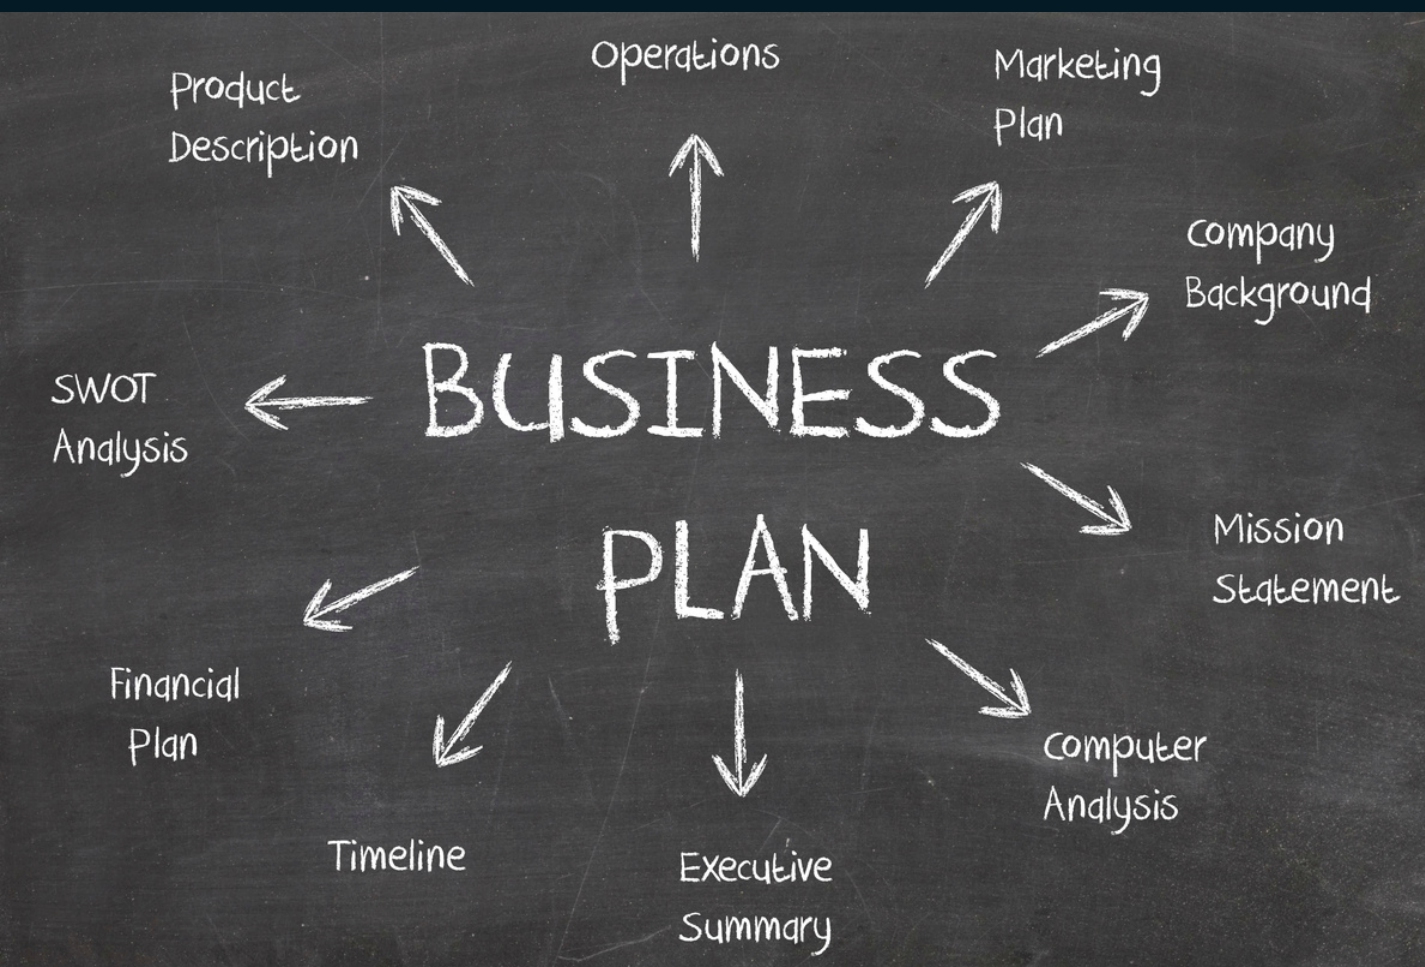 Operations
Product
Description
Marketing
Plan
Company
Background
SWOT
Analysis
BUSINESS
PLAN
Mission
Statement
Financial
Plan
Computer
Analysis
Timeline
Executive
Summary